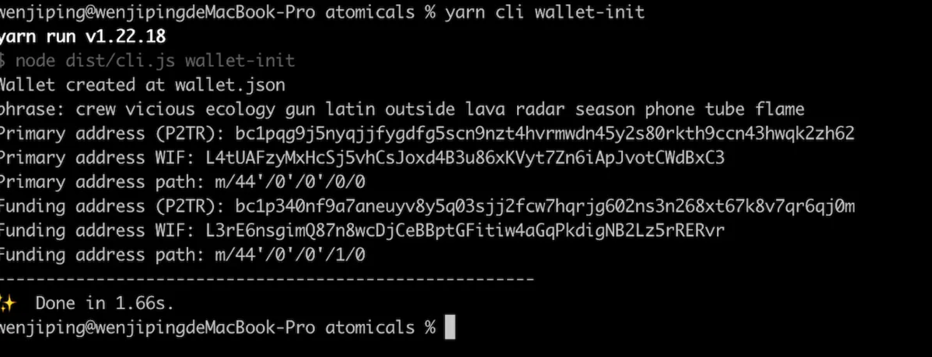 wenjiping@wenjipingdeMacBook-Pro atomicals % yarn cli wallet-init
yarn run v1.22.18
$ node dist/cli.js wallet-init
Wallet created at wallet.json
phrase: crew vicious ecology gun latin outside lava radar season phone tube flame
Primary address (P2TR): bc1pqg9j5nyqjjfygdfg5scn9nzt4hvrmwdn45y2s80rkth9ccn43hwqk2zh62
Primary address WIF: L4tUAFzyMxHcSj5vhCsJoxd4B3u86xKVyt7Zn6iApJvotCWdBxC3
Primary address path: m/44'/0'/0'/0/0
Funding address (P2TR): bc1p340nf9a7aneuyv8y5q03sjj2fcw7hqrjg602ns3n268xt67k8v7qr6qj0m
Funding address WIF: L3rE6nsgimQ87n8wcDjCeBBptGFitiw4aGqPkdigNB2Lz5rRERvr
Funding address path: m/44'/0'/0'/1/0
-------------------------------------------------------
✨ Done in 1.66s.
wenjiping@wenjipingdeMacBook-Pro atomicals %